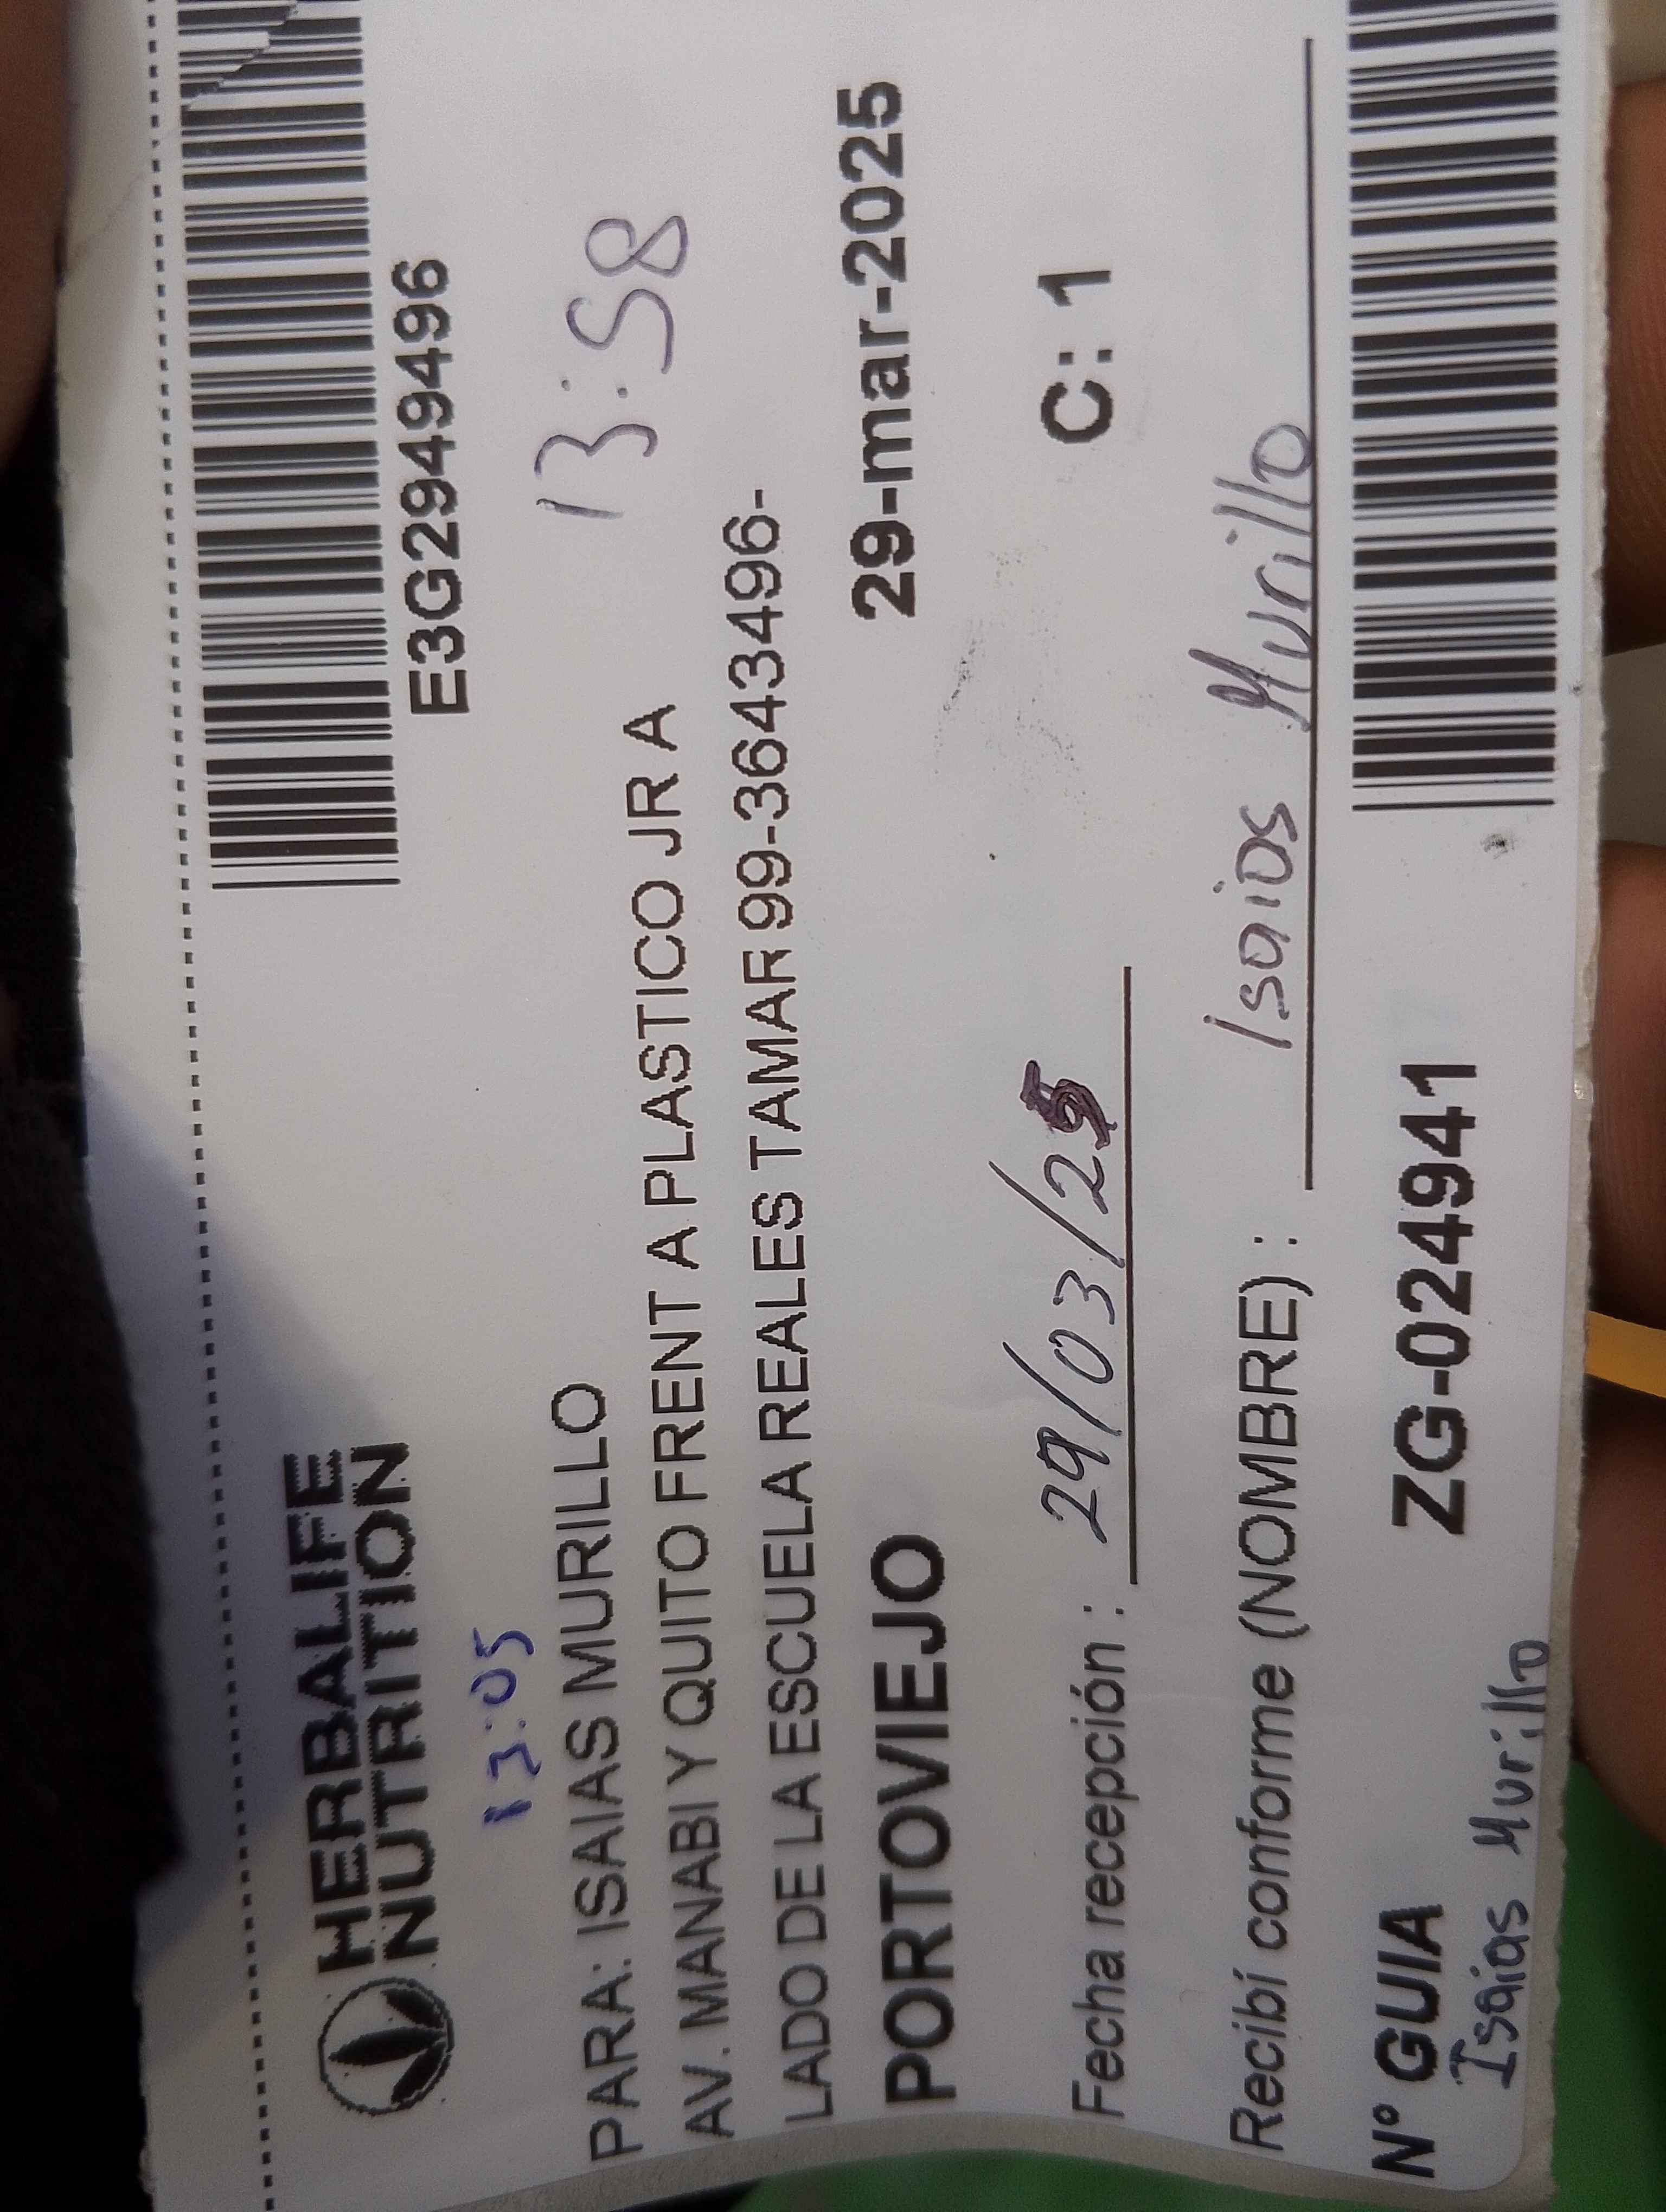 HERBALIFE
NUTRITION
E3G2949496
13:05
13:58
PARA: ISAIAS MURILLO
AV. MANABI Y QUITO FRENT A PLASTICO JR A
LADO DE LA ESCUELA REALES TAMAR 99-3643496-
PORTOVIEJO 29-mar-2025
Fecha recepción : 29/03/25 C: 1
Recibí conforme (NOMBRE) : Isaias Murillo
N° GUIA ZG-024941
Isaias Murillo